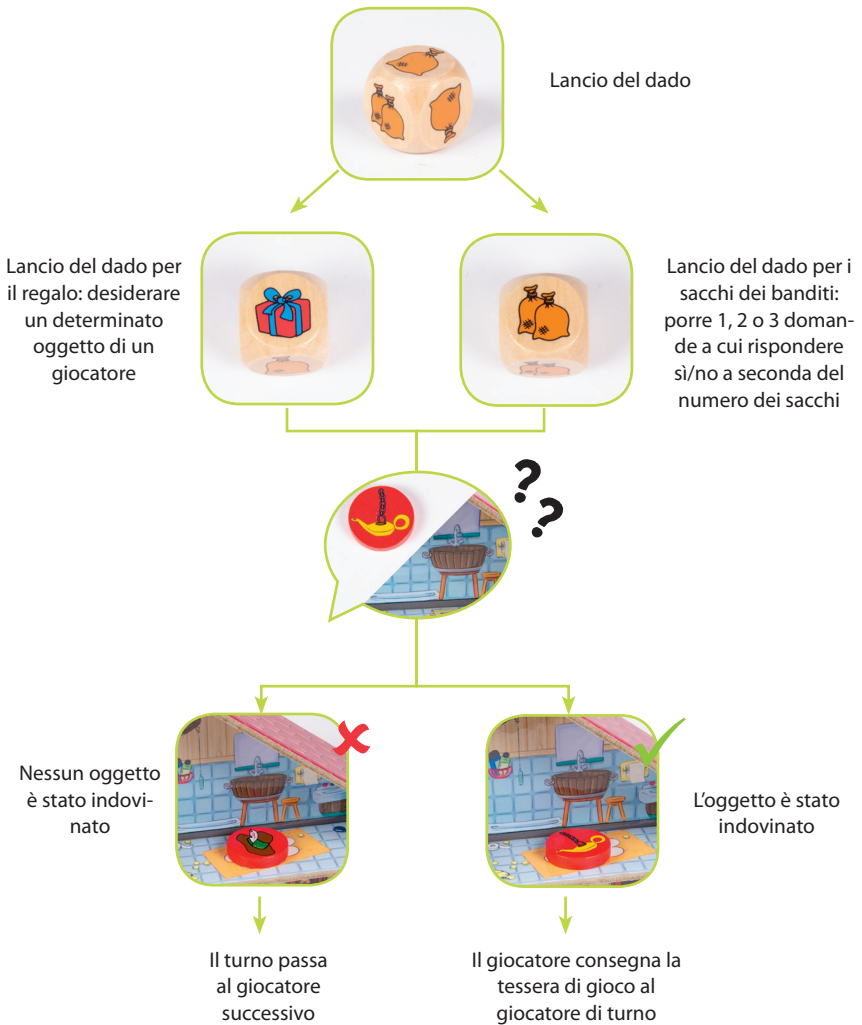 Lancio del dado
Lancio del dado per
il regalo: desiderare
un determinato
oggetto di un
giocatore
Lancio del dado per i
sacchi dei banditi:
porre 1, 2 o 3 doman-
de a cui rispondere
sì/no a seconda del
numero dei sacchi
??
Nessun oggetto
è stato indovi-
nato
L’oggetto è stato
indovinato
Il turno passa
al giocatore
successivo
Il giocatore consegna la
tessera di gioco al
giocatore di turno